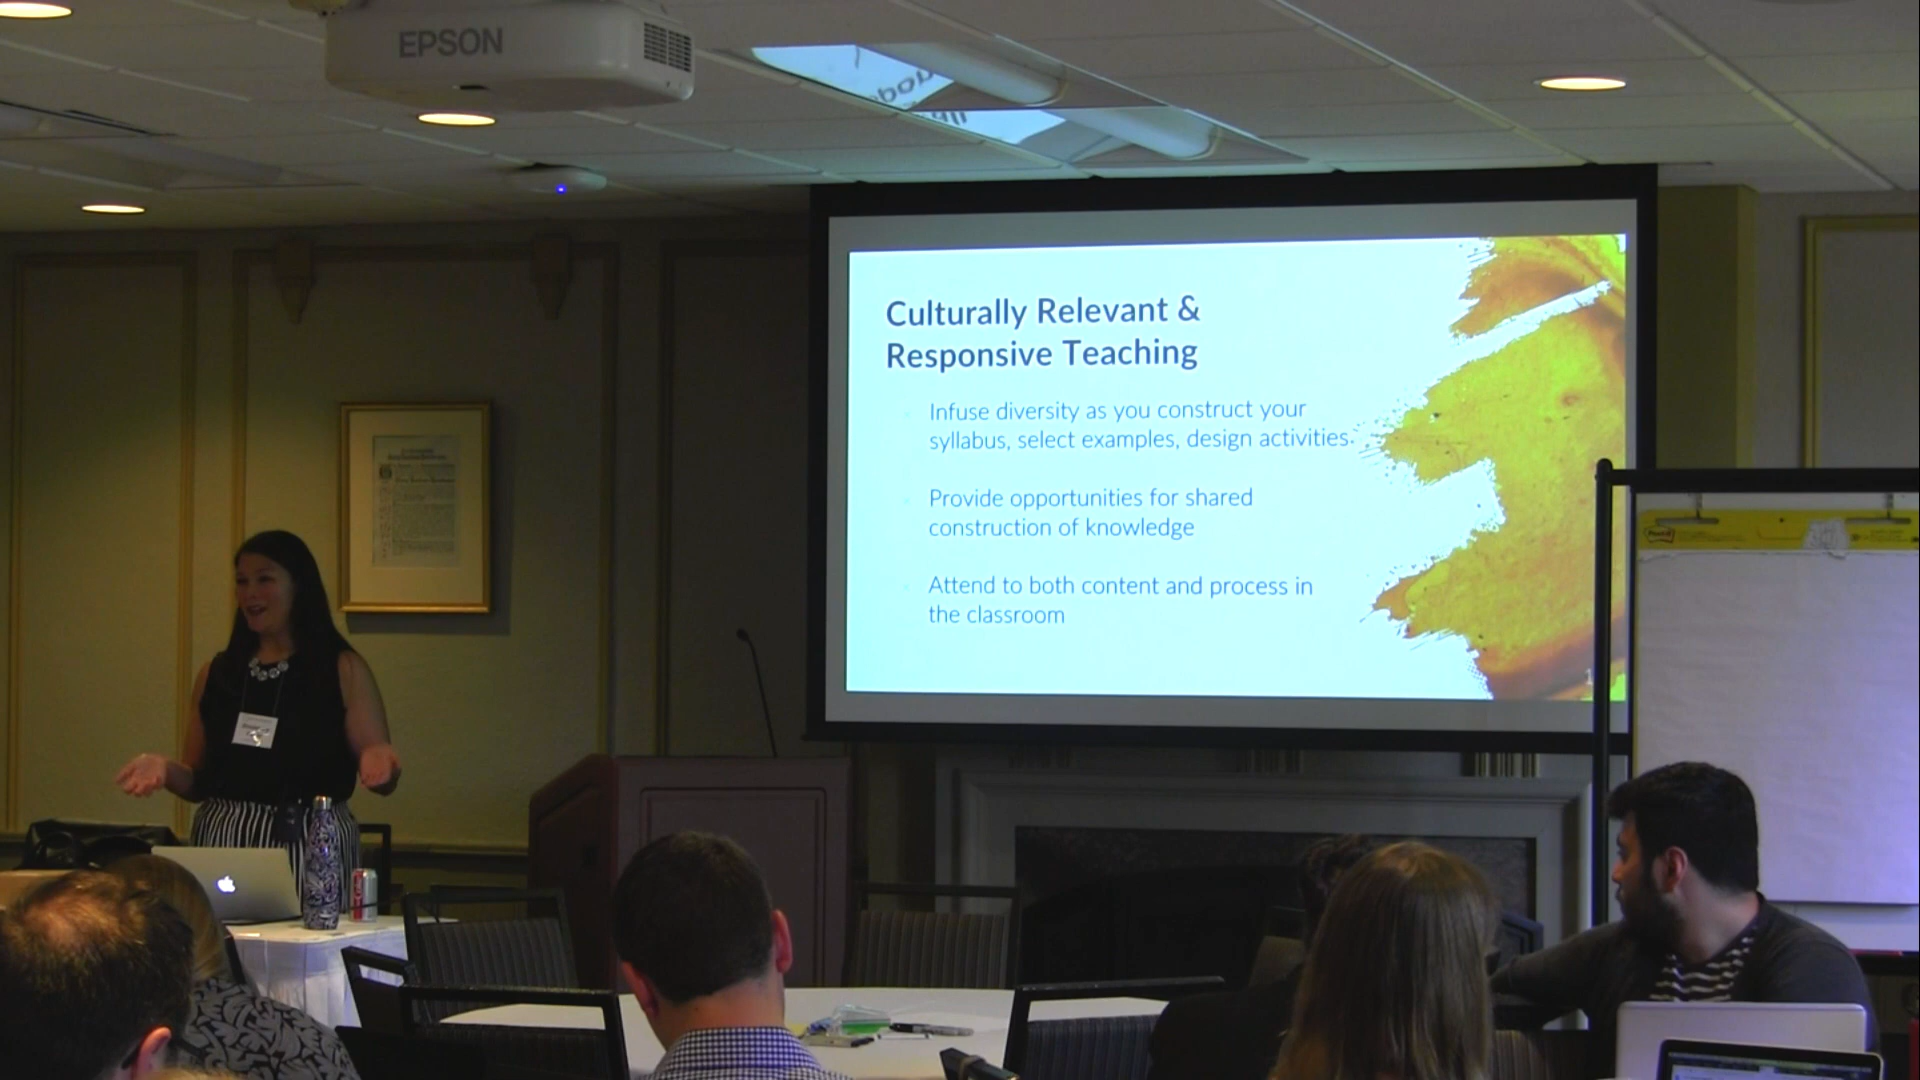 EPSON
Culturally Relevant &
Responsive Teaching
Infuse diversity as you construct your
syllabus, select examples, design activities.
Provide opportunities for shared
construction of knowledge
Attend to both content and process in
the classroom